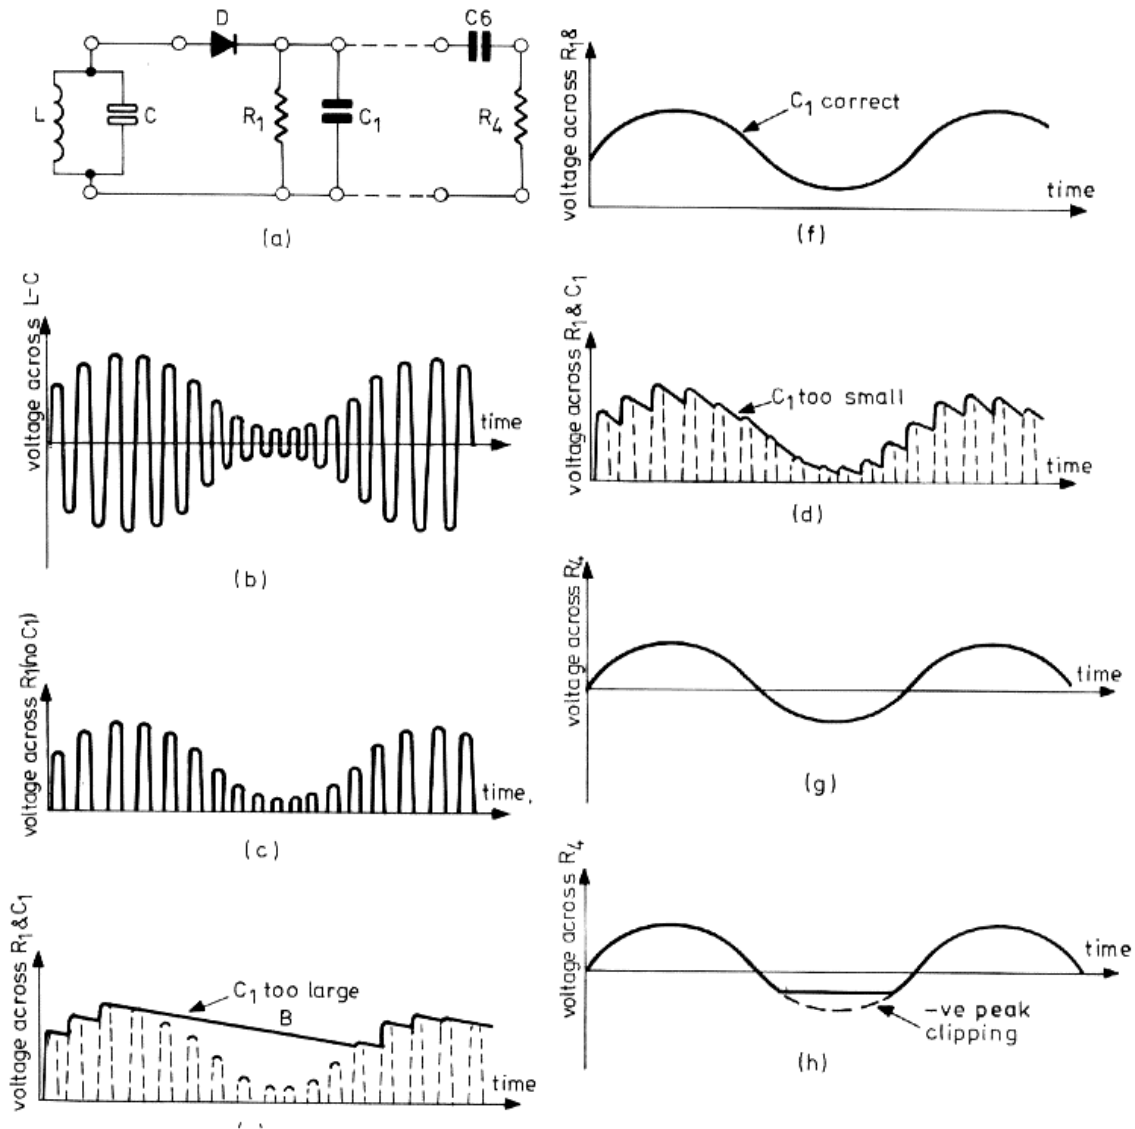 D
C6
L
C
R1
C1
R4
(a)
voltage across R1&
C1 correct
time
(f)
voltage across L-C
time
(b)
voltage across R1 & C1
C1 too small
time
(d)
voltage across R1(no C1)
time,
(c)
voltage across R4
time
(g)
voltage across R1 & C1
C1 too large
B
time
voltage across R4
time
-ve peak
clipping
(h)